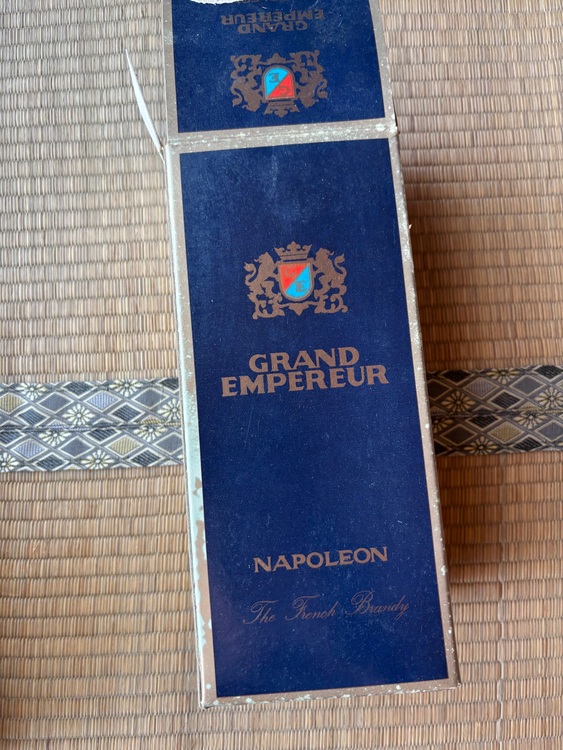 GRAND
EMPEREUR
G
E
G
E
GRAND
EMPEREUR
NAPOLEON
The French Brandy